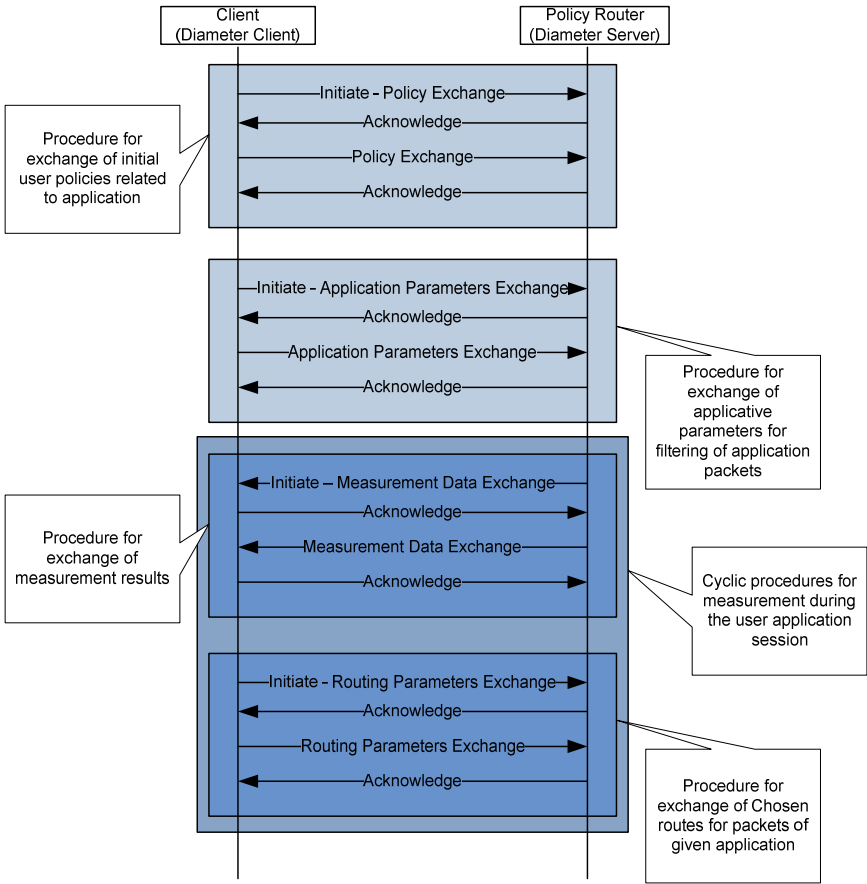 Client
(Diameter Client)
Policy Router
(Diameter Server)
Initiate - Policy Exchange
Acknowledge
Policy Exchange
Acknowledge
Procedure for
exchange of initial
user policies related
to application
Initiate - Application Parameters Exchange
Acknowledge
Application Parameters Exchange
Acknowledge
Procedure for
exchange of
applicative
parameters for
filtering of application
packets
Initiate – Measurement Data Exchange
Acknowledge
Measurement Data Exchange
Acknowledge
Procedure for
exchange of
measurement results
Cyclic procedures for
measurement during
the user application
session
Initiate - Routing Parameters Exchange
Acknowledge
Routing Parameters Exchange
Acknowledge
Procedure for
exchange of Chosen
routes for packets of
given application